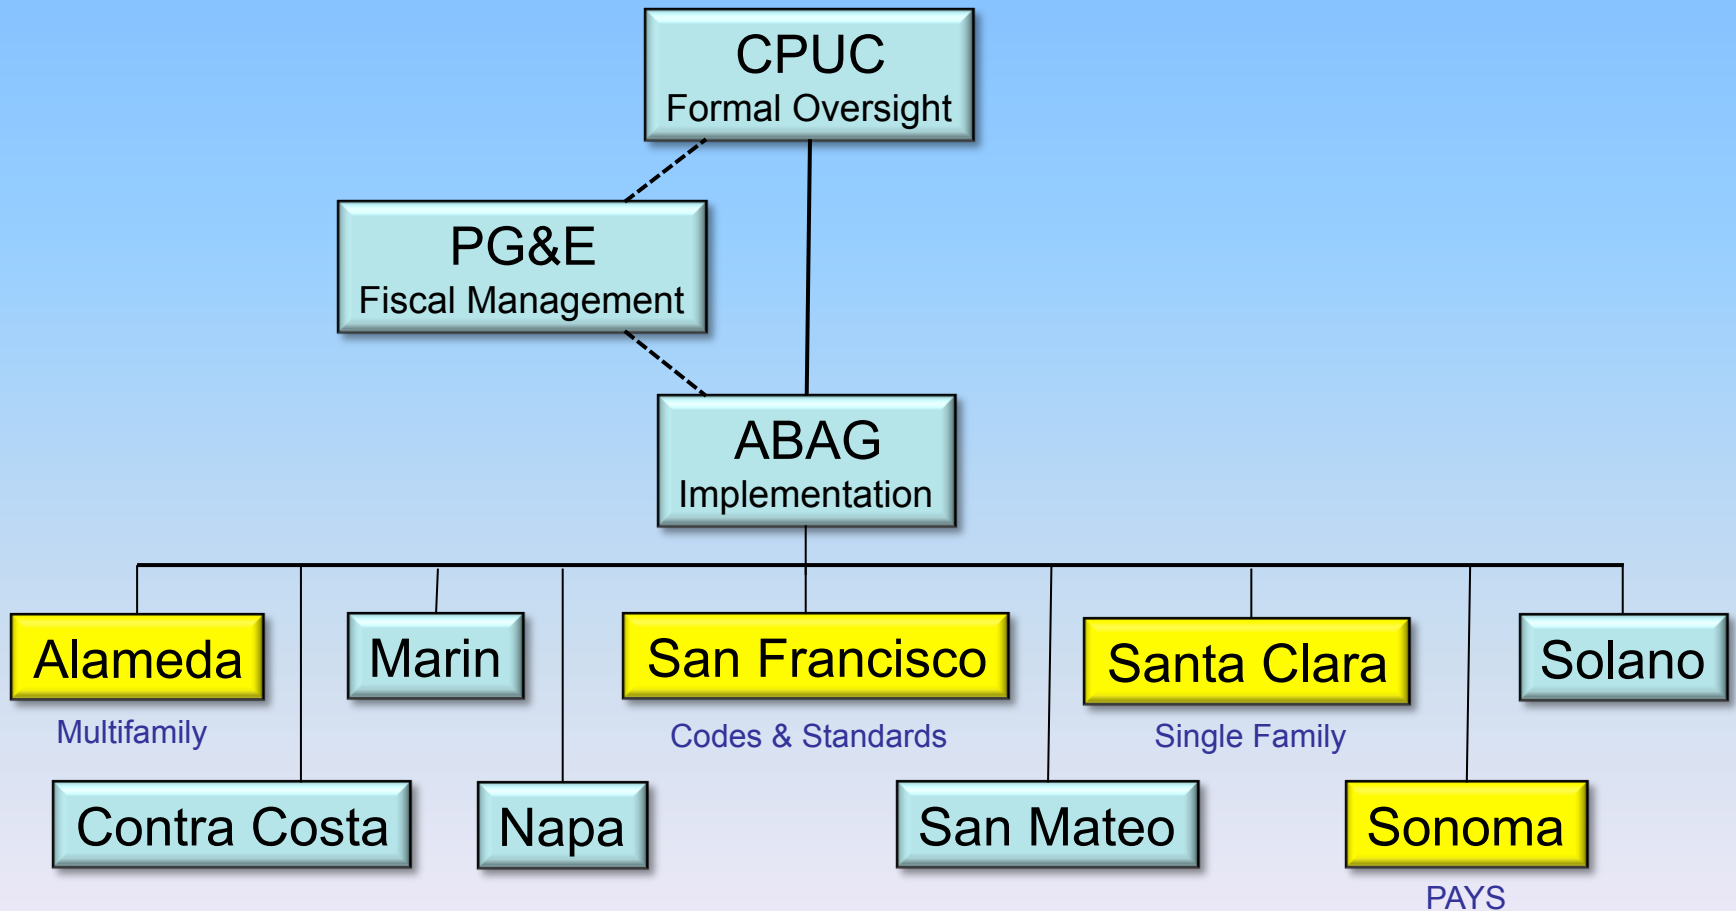 CPUC
Formal Oversight
PG&E
Fiscal Management
ABAG
Implementation
Alameda
Multifamily
Marin
San Francisco
Codes & Standards
Santa Clara
Single Family
Solano
Contra Costa
Napa
San Mateo
Sonoma
PAYS